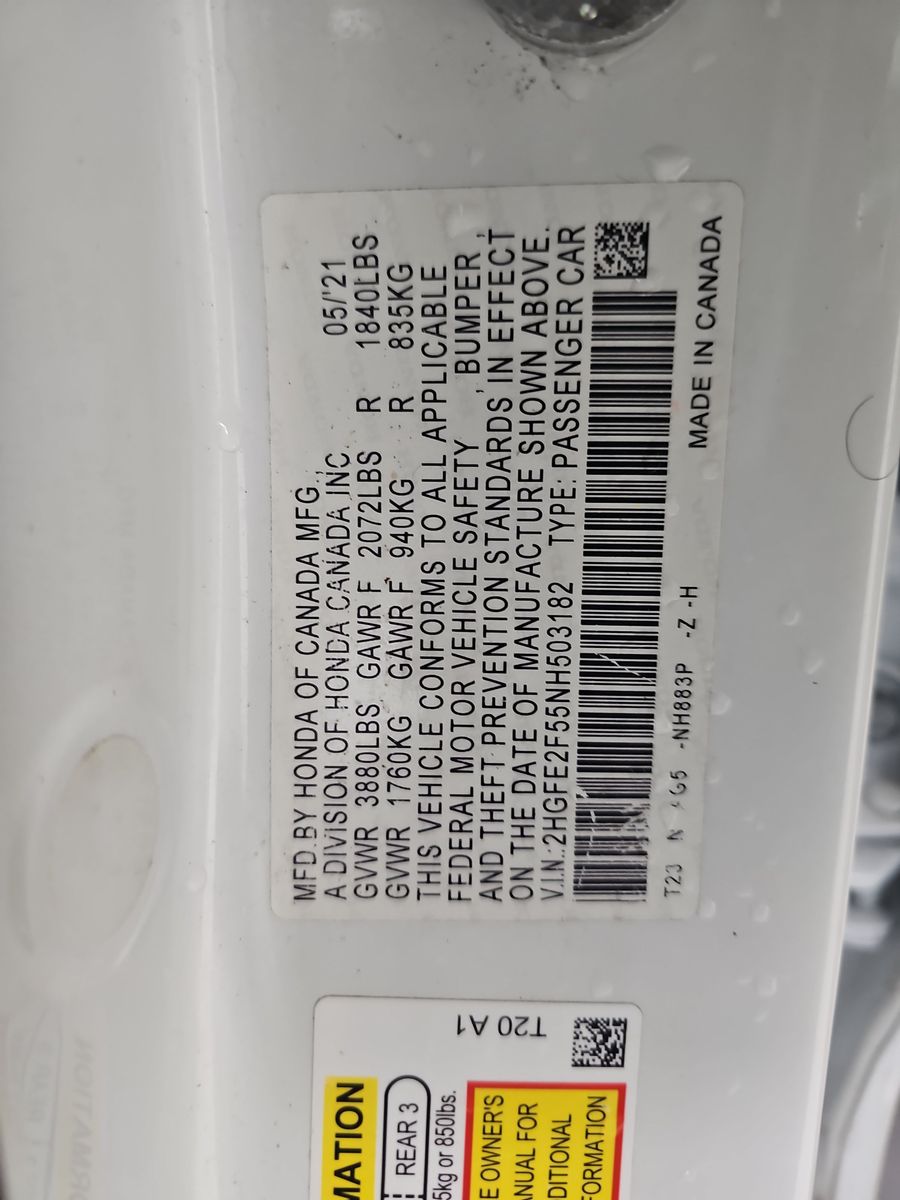 MFD.BY HONDA OF CANADA MFG.,
A DIVISION OF HONDA CANADA INC. 05/'21
GVWR 3880LBS GAWR F 2072LBS R 1840LBS
GVWR 1760KG GAWR F 940KG R 835KG
THIS VEHICLE CONFORMS TO ALL APPLICABLE
FEDERAL MOTOR VEHICLE SAFETY, BUMPER,
AND THEFT PREVENTION STANDARDS IN EFFECT
ON THE DATE OF MANUFACTURE SHOWN ABOVE.
V.I.N.:2HGFE2F55NH503182 TYPE: PASSENGER CAR
T23 -NH883P -Z -H MADE IN CANADA
T20 A1
MATION
REAR 3
5kg or 850lbs.
E OWNER'S
ANUAL FOR
DITIONAL
FORMATION